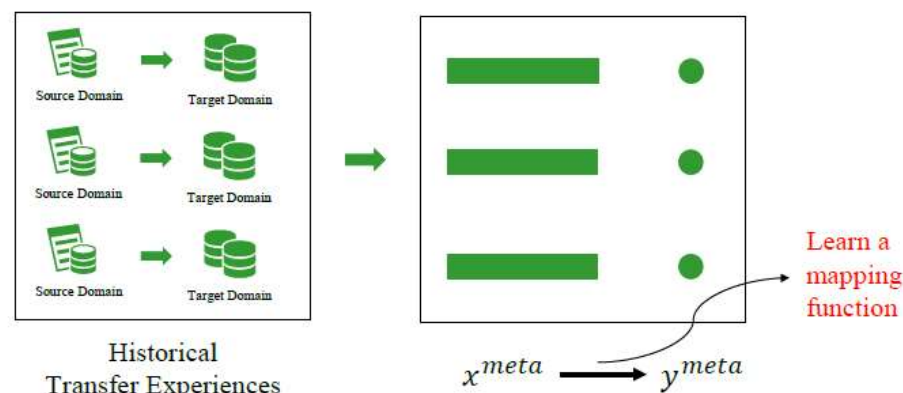 Source Domain
Target Domain
Source Domain
Target Domain
Source Domain
Target Domain
Historical
Transfer Experiences
x^{meta} → y^{meta}
Learn a
mapping
function